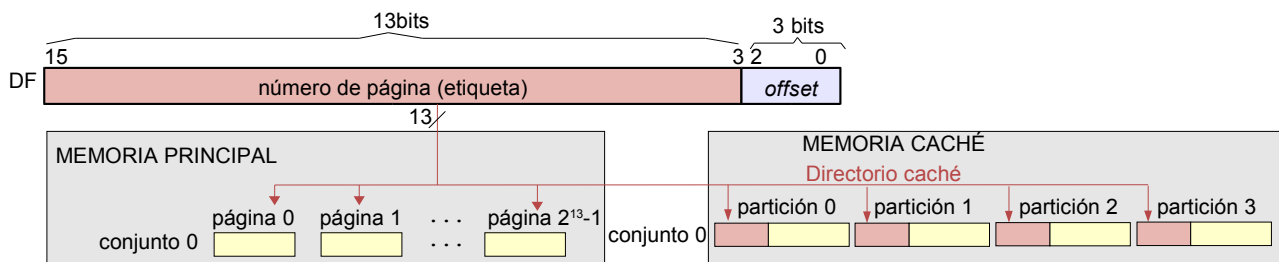 13bits
3 bits
15
3 2
0
DF
número de página (etiqueta)
offset
13
MEMORIA PRINCIPAL
MEMORIA CACHÉ
Directorio caché
página 0
página 1
. . .
página 2¹³-1
partición 0
partición 1
partición 2
partición 3
conjunto 0
. . .
conjunto 0